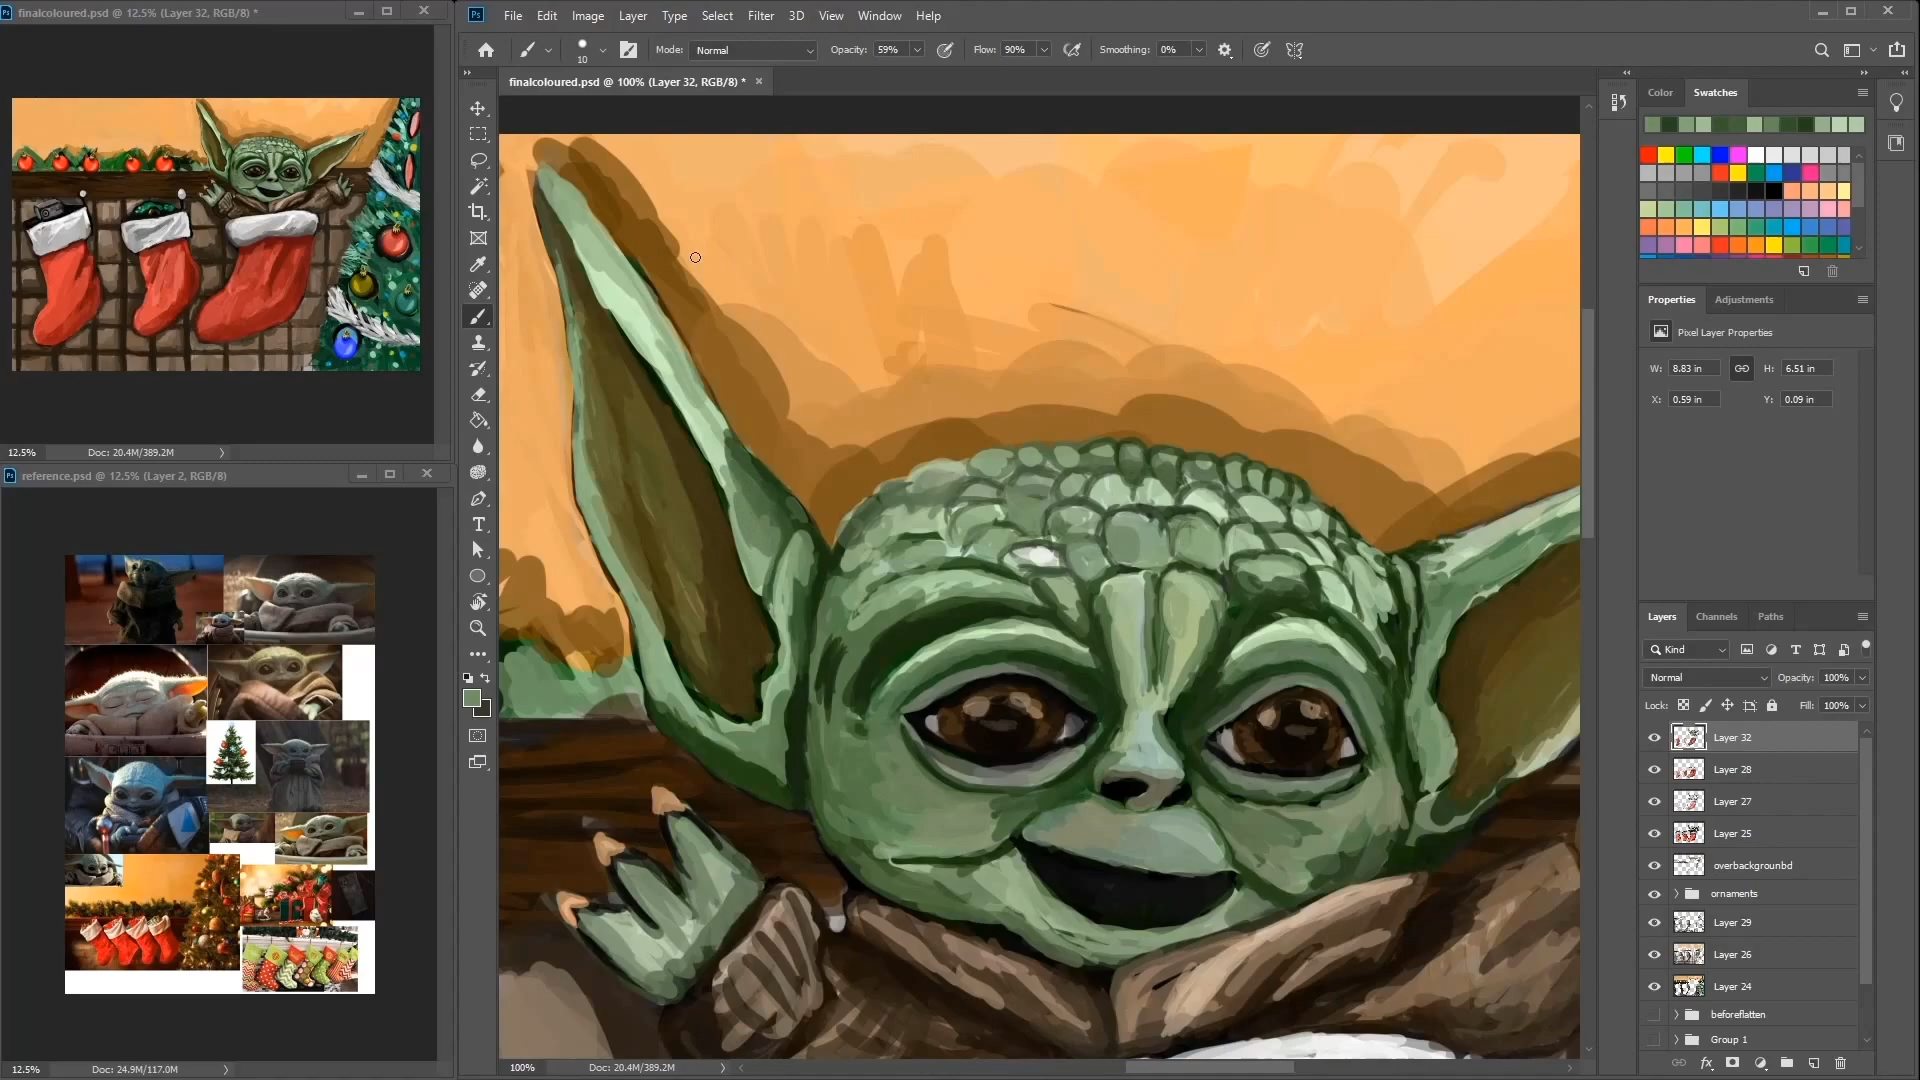 finalcoloured.psd @ 12.5% (Layer 32, RGB/8) *
Ps
File Edit Image Layer Type Select Filter 3D View Window Help
10
Mode: Normal
Opacity: 59%
Flow: 90%
Smoothing: 0%
finalcoloured.psd @ 100% (Layer 32, RGB/8) * ×
12.5% Doc: 20.4M/389.2M
reference.psd @ 12.5% (Layer 2, RGB/8)
12.5% Doc: 24.9M/117.0M
100% Doc: 20.4M/389.2M
Color Swatches
Properties Adjustments
Pixel Layer Properties
W: 8.83 in H: 6.51 in
X: 0.59 in Y: 0.09 in
Layers Channels Paths
Kind
Normal Opacity: 100%
Lock: Fill: 100%
Layer 32
Layer 28
Layer 27
Layer 25
overbackgrounbd
ornaments
Layer 29
Layer 26
Layer 24
beforeflatten
Group 1
fx